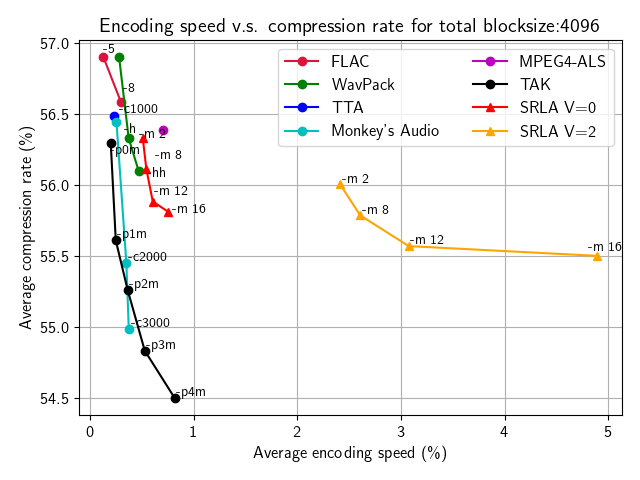 Encoding speed v.s. compression rate for total blocksize:4096
Average compression rate (%)
57.0
56.5
56.0
55.5
55.0
54.5
FLAC
WavPack
TTA
Monkey's Audio
MPEG4-ALS
TAK
SRLA V=0
SRLA V=2
-5
-8
-c1000
-h
-m 2
-p0m
-m 8
-hh
-m 12
-m 16
-p1m
-c2000
-p2m
-c3000
-p3m
-p4m
-m 2
-m 8
-m 12
-m 16
0 1 2 3 4 5
Average encoding speed (%)